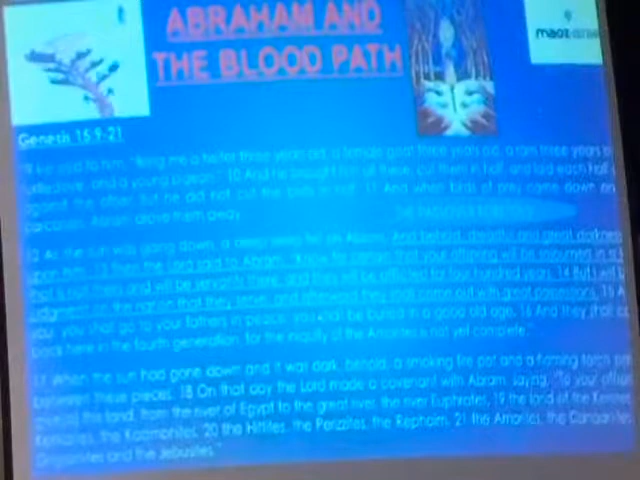 ABRAHAM AND
THE BLOOD PATH
maoz
Genesis 15:9-21
said to him, "Bring me a heifer three years old, a female goat three years old, a ram three years
and a young pigeon." 10 And he brought him all these, cut them in half, and laid each half
against the other. But he did not cut the birds in half. 11 And when birds of prey came down on
carcasses, Abram drove them away.
12 As the sun was going down, a deep sleep fell on Abram. And behold, dreadful and great darkness
upon him. 13 Then the Lord said to Abram, "Know for certain that your offspring will be sojourners in a
that is not theirs and will be servants there, and they will be afflicted for four hundred years. 14 But I will
judgment on the nation that they serve, and afterward they shall come out with great possessions. 15 A
you, you shall go to your fathers in peace; you shall be buried in a good old age. 16 And they shall
back here in the fourth generation, for the iniquity of the Amorites is not yet complete."
17 When the sun had gone down and it was dark, behold, a smoking fire pot and a flaming torch
between these pieces. 18 On that day the Lord made a covenant with Abram, saying, "To your
this land, from the river of Egypt to the great river, the river Euphrates, 19 the land of the
the Kadmonites, 20 the Hittites, the Perizzites, the Rephaim, 21 the Amorites, the Canaanites
Girgashites and the Jebusites."